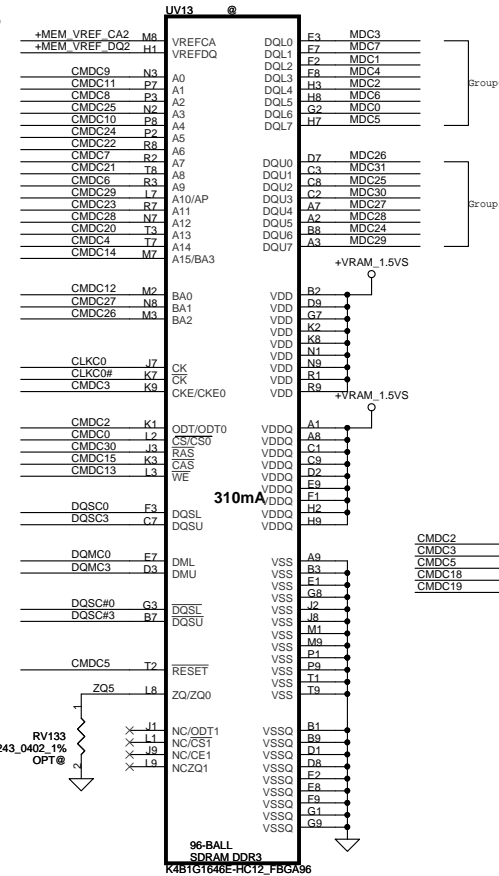 UV13 @
+MEM_VREF_CA2 M8 VREFCA
+MEM_VREF_DQ2 H1 VREFDQ
CMDC9 N3 A0
CMDC11 P7 A1
CMDC8 P3 A2
CMDC25 N2 A3
CMDC10 P8 A4
CMDC24 P2 A5
CMDC22 R8 A6
CMDC7 R2 A7
CMDC21 T8 A8
CMDC6 R3 A9
CMDC29 L7 A10/AP
CMDC23 R7 A11
CMDC28 N7 A12
CMDC20 T3 A13
CMDC4 T7 A14
CMDC14 M7 A15/BA3
CMDC12 M2 BA0
CMDC27 N8 BA1
CMDC26 M3 BA2
CLKC0 J7 CK
CLKC0# K7 CK
CMDC3 K9 CKE/CKE0
CMDC2 K1 ODT/ODT0
CMDC0 L2 CS/CS0
CMDC30 J3 RAS
CMDC15 K3 CAS
CMDC13 L3 WE
DQSC0 F3 DQSL
DQSC3 C7 DQSU
DQMC0 E7 DML
DQMC3 D3 DMU
DQSC#0 G3 DQSL
DQSC#3 B7 DQSU
CMDC5 T2 RESET
ZQ5 L8 ZQ/ZQ0
1
RV133
243_0402_1%
OPT@
2
J1 NC/ODT1
L1 NC/CS1
J9 NC/CE1
L9 NCZQ1
DQL0 E3 MDC3
DQL1 F7 MDC7
DQL2 F2 MDC1
DQL3 F8 MDC4
DQL4 H3 MDC2
DQL5 H8 MDC6
DQL6 G2 MDC0
DQL7 H7 MDC5
Group
DQU0 D7 MDC26
DQU1 C3 MDC31
DQU2 C8 MDC25
DQU3 C2 MDC30
DQU4 A7 MDC27
DQU5 A2 MDC28
DQU6 B8 MDC24
DQU7 A3 MDC29
Group
+VRAM_1.5VS
VDD B2
VDD D9
VDD G7
VDD K2
VDD K8
VDD N1
VDD N9
VDD R1
VDD R9
+VRAM_1.5VS
VDDQ A1
VDDQ A8
VDDQ C1
VDDQ C9
VDDQ D2
VDDQ E9
310mA
VDDQ F1
VDDQ H2
VDDQ H9
VSS A9
VSS B3
VSS E1
VSS G8
VSS J2
VSS J8
VSS M1
VSS M9
VSS P1
VSS P9
VSS T1
VSS T9
VSSQ B1
VSSQ B9
VSSQ D1
VSSQ D8
VSSQ E2
VSSQ E8
VSSQ F9
VSSQ G1
VSSQ G9
CMDC2
CMDC3
CMDC5
CMDC18
CMDC19
96-BALL
SDRAM DDR3
K4B1G1646E-HC12_FBGA96